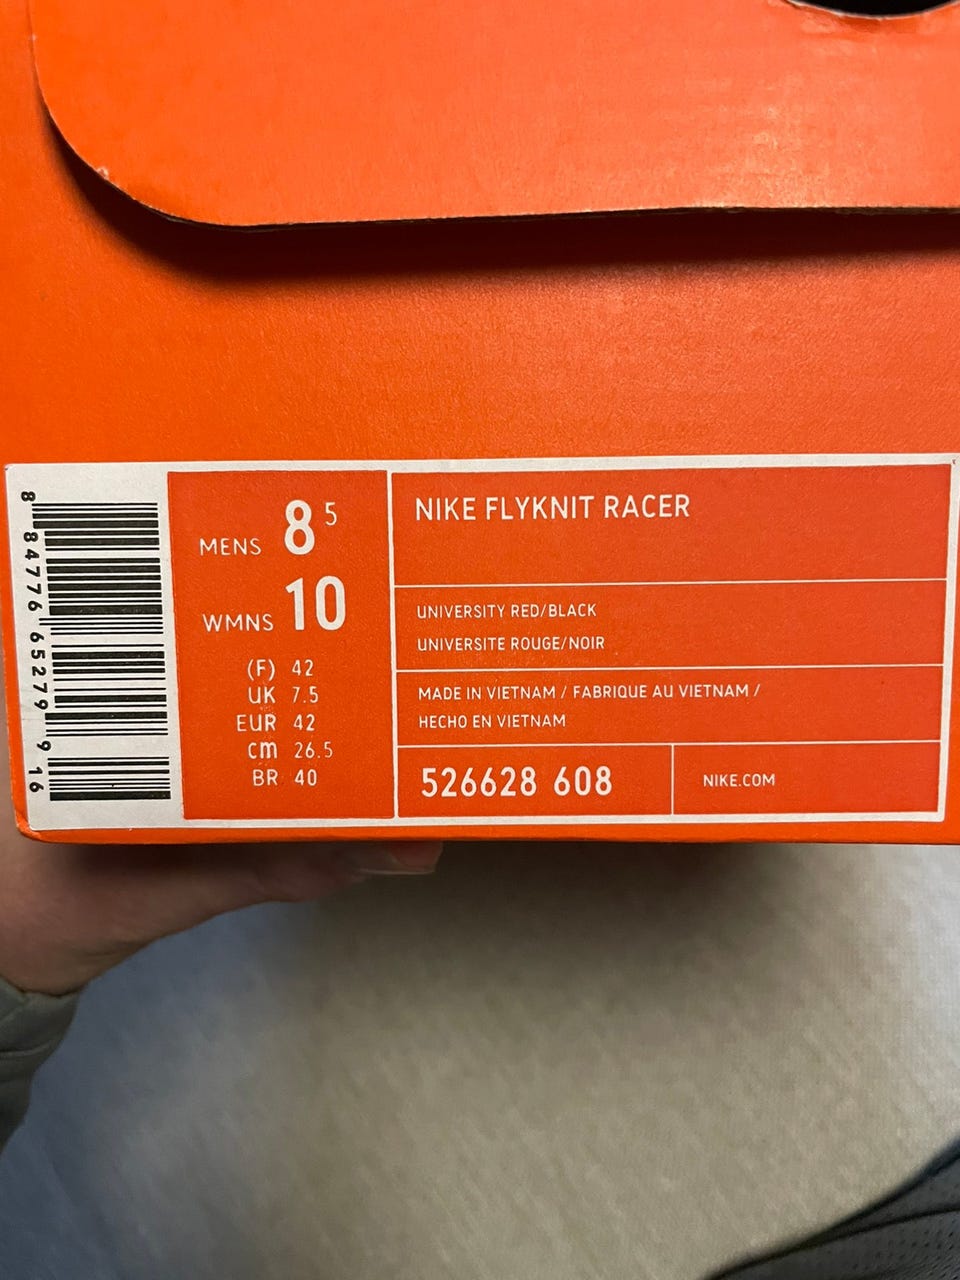 8 84776 65279 9 16
MENS 8 5
WMNS 10
(F) 42
UK 7.5
EUR 42
cm 26.5
BR 40
NIKE FLYKNIT RACER
UNIVERSITY RED/BLACK
UNIVERSITE ROUGE/NOIR
MADE IN VIETNAM / FABRIQUE AU VIETNAM /
HECHO EN VIETNAM
526628 608
NIKE.COM